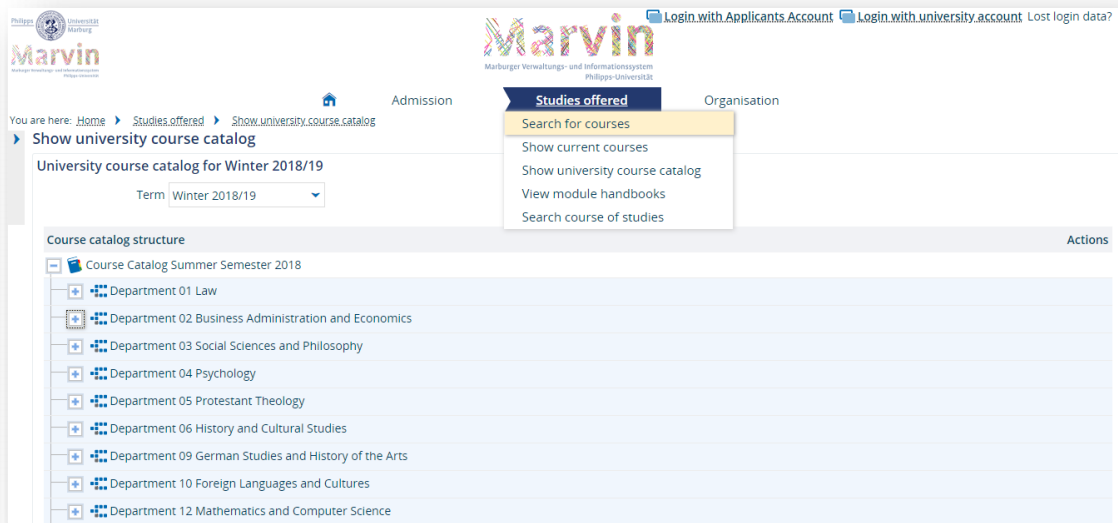 Philipps Universität
Marburg
Marvin
Marburger Verwaltungs- und Informationssystem
Philipps-Universität
Marvin
Marburger Verwaltungs- und Informationssystem
Philipps-Universität
Login with Applicants Account Login with university account Lost login data?
Admission Studies offered Organisation
You are here: Home Studies offered Show university course catalog
Search for courses
Show current courses
Show university course catalog
View module handbooks
Search course of studies
Show university course catalog
University course catalog for Winter 2018/19
Term Winter 2018/19
Course catalog structure Actions
Course Catalog Summer Semester 2018
Department 01 Law
Department 02 Business Administration and Economics
Department 03 Social Sciences and Philosophy
Department 04 Psychology
Department 05 Protestant Theology
Department 06 History and Cultural Studies
Department 09 German Studies and History of the Arts
Department 10 Foreign Languages and Cultures
Department 12 Mathematics and Computer Science